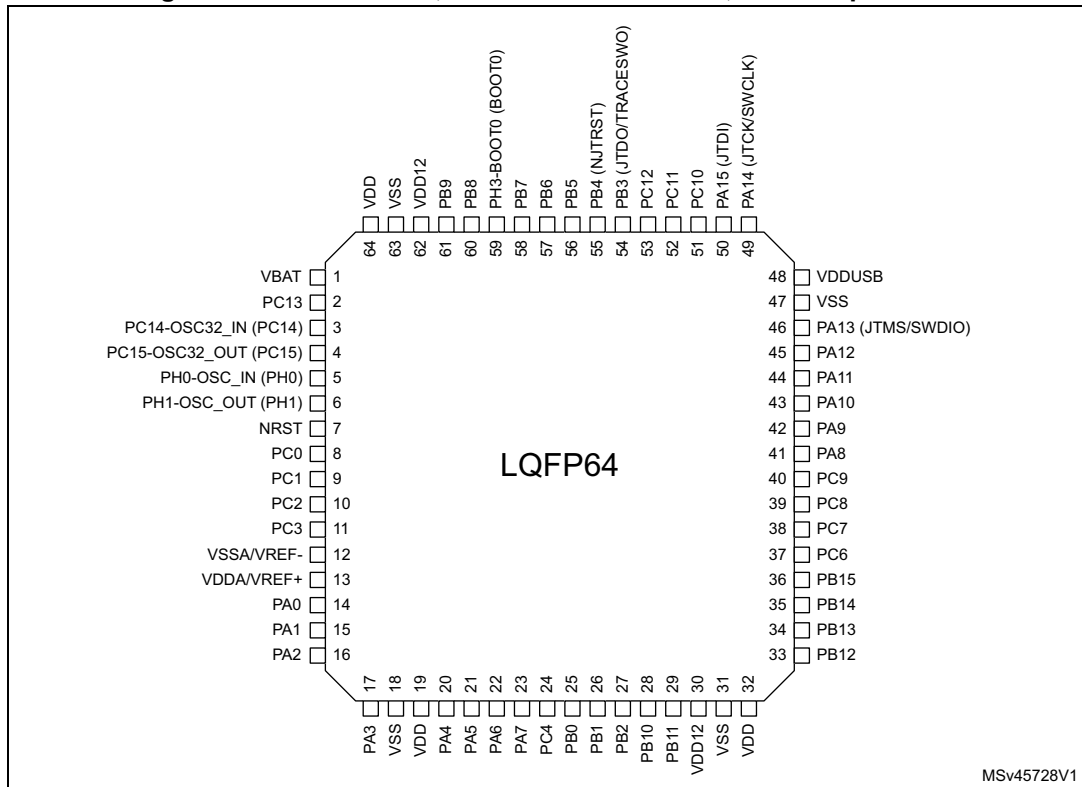 VDD
VSS
VDD12
PB9
PB8
PH3-BOOT0 (BOOT0)
PB7
PB6
PB5
PB4 (NJTRST)
PB3 (JTDO/TRACESWO)
PC12
PC11
PC10
PA15 (JTDI)
PA14 (JTCK/SWCLK)
64 63 62 61 60 59 58 57 56 55 54 53 52 51 50 49
VBAT 1
PC13 2
PC14-OSC32_IN (PC14) 3
PC15-OSC32_OUT (PC15) 4
PH0-OSC_IN (PH0) 5
PH1-OSC_OUT (PH1) 6
NRST 7
PC0 8
PC1 9
PC2 10
PC3 11
VSSA/VREF- 12
VDDA/VREF+ 13
PA0 14
PA1 15
PA2 16
LQFP64
48 VDDUSB
47 VSS
46 PA13 (JTMS/SWDIO)
45 PA12
44 PA11
43 PA10
42 PA9
41 PA8
40 PC9
39 PC8
38 PC7
37 PC6
36 PB15
35 PB14
34 PB13
33 PB12
17 18 19 20 21 22 23 24 25 26 27 28 29 30 31 32
PA3
VSS
VDD
PA4
PA5
PA6
PA7
PC4
PB0
PB1
PB2
PB10
PB11
VDD12
VSS
VDD
MSv45728V1